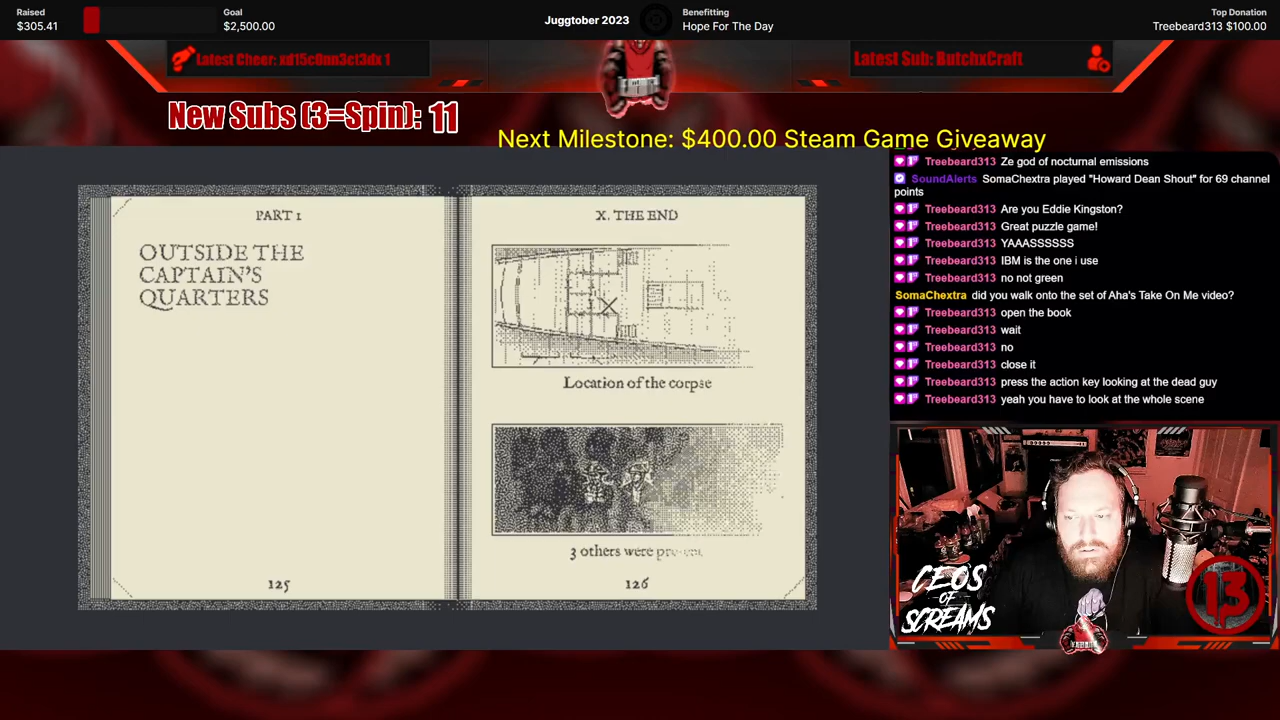 Raised
$305.41
Goal
$2,500.00
Juggtober 2023
Benefitting
Hope For The Day
Top Donation
Treebeard313 $100.00
Latest Cheer: xd15c0nn3ct3dx 1
Latest Sub: ButchxCraft
New Subs (3=Spin): 11
Next Milestone: $400.00 Steam Game Giveaway
PART 1
OUTSIDE THE
CAPTAIN'S
QUARTERS
125
X. THE END
Location of the corpse
3 others were present
126
Treebeard313 Ze god of nocturnal emissions
SoundAlerts SomaChextra played "Howard Dean Shout" for 69 channel
points
Treebeard313 Are you Eddie Kingston?
Treebeard313 Great puzzle game!
Treebeard313 YAAASSSSSS
Treebeard313 IBM is the one i use
Treebeard313 no not green
SomaChextra did you walk onto the set of Aha's Take On Me video?
Treebeard313 open the book
Treebeard313 wait
Treebeard313 no
Treebeard313 close it
Treebeard313 press the action key looking at the dead guy
Treebeard313 yeah you have to look at the whole scene
CEOS
OF
SCREAMS
13